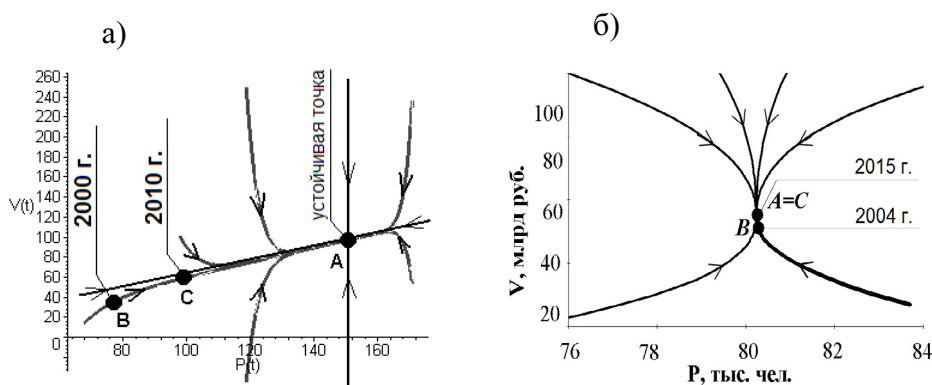 а)
260
240
220
200
180
160
140
120
100
80
60
40
20
0
V(t)
2000 г.
2010 г.
устойчивая точка
B
C
A
80
100
120
140
160
P(t)
б)
V, млрд руб.
100
80
60
40
20
2015 г.
A=C
B
2004 г.
76
78
80
82
84
P, тыс. чел.